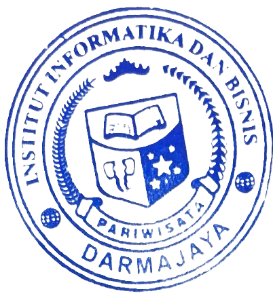 INSTITUT INFORMATIKA DAN BISNIS
PARIWISATA
DARMAJAYA